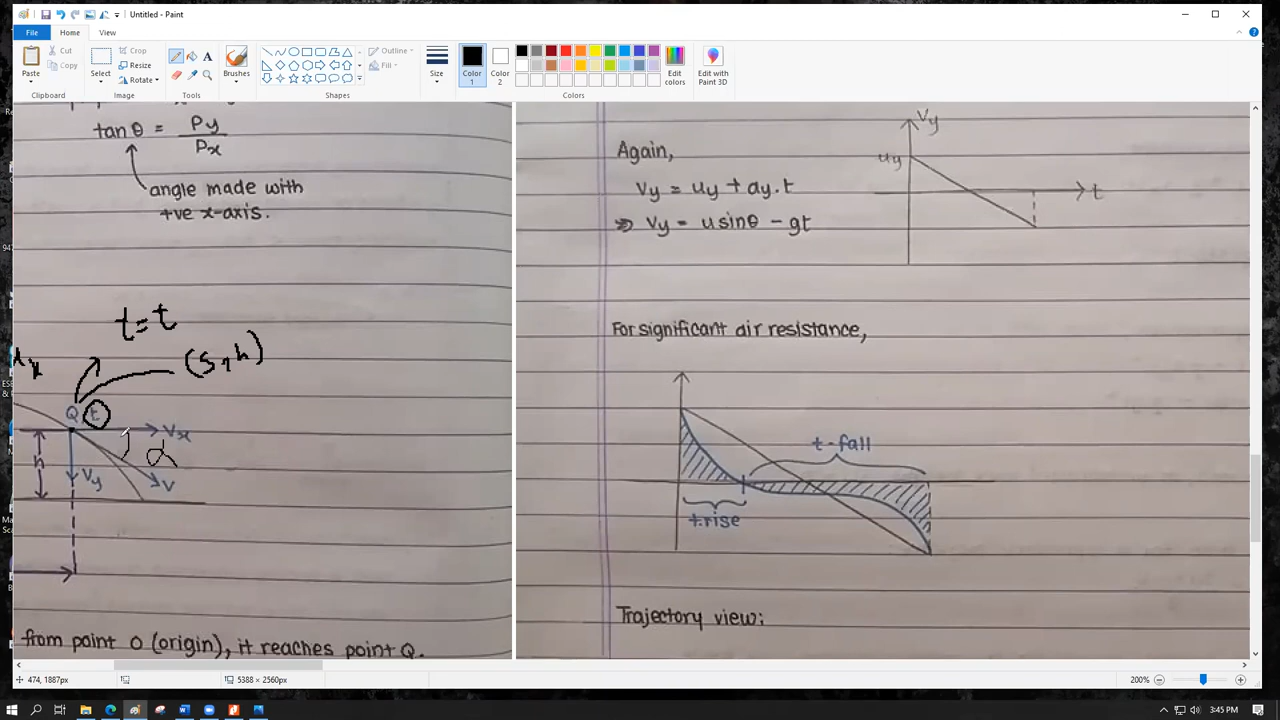 Untitled - Paint
File Home View
Paste
Cut
Copy
Clipboard
Select
Crop
Resize
Rotate
Image
Tools
Brushes
Shapes
Outline
Fill
Size
Color 1
Color 2
Edit colors
Edit with Paint 3D
Colors
tanθ = Py / Px
angle made with
+ve x-axis.
t = t
(s, h)
Q t
Vx
α
h
Vy
V
from point O (origin), it reaches point Q.
Again,
Vy = uy + ay.t
⇒ Vy = usinθ - gt
Vy
uy
t
For significant air resistance,
t-fall
t-rise
Trajectory view:
474, 1887px
5388 × 2560px
200%
3:45 PM